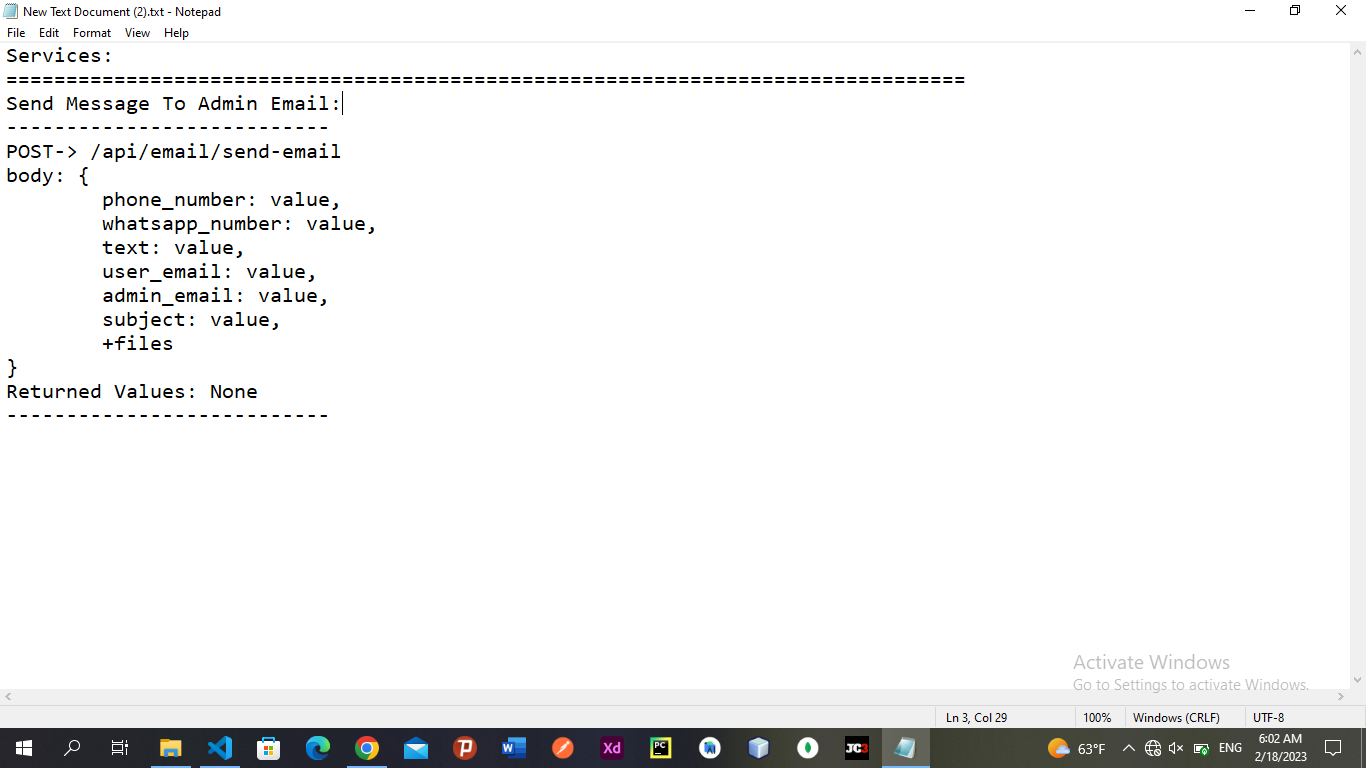 New Text Document (2).txt - Notepad
File Edit Format View Help
Services:
================================================================================
Send Message To Admin Email:
---------------------------
POST-> /api/email/send-email
body: {
        phone_number: value,
        whatsapp_number: value,
        text: value,
        user_email: value,
        admin_email: value,
        subject: value,
        +files
}
Returned Values: None
---------------------------
Activate Windows
Go to Settings to activate Windows.
Ln 3, Col 29 100% Windows (CRLF) UTF-8
Xd PC JC3 63°F ENG 6:02 AM
2/18/2023